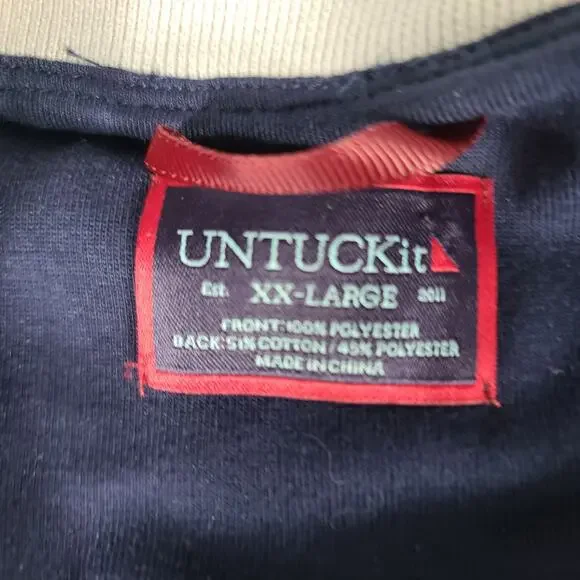 UNTUCKit
Est. XX-LARGE 2011
FRONT:100% POLYESTER
BACK:51% COTTON / 49% POLYESTER
MADE IN CHINA